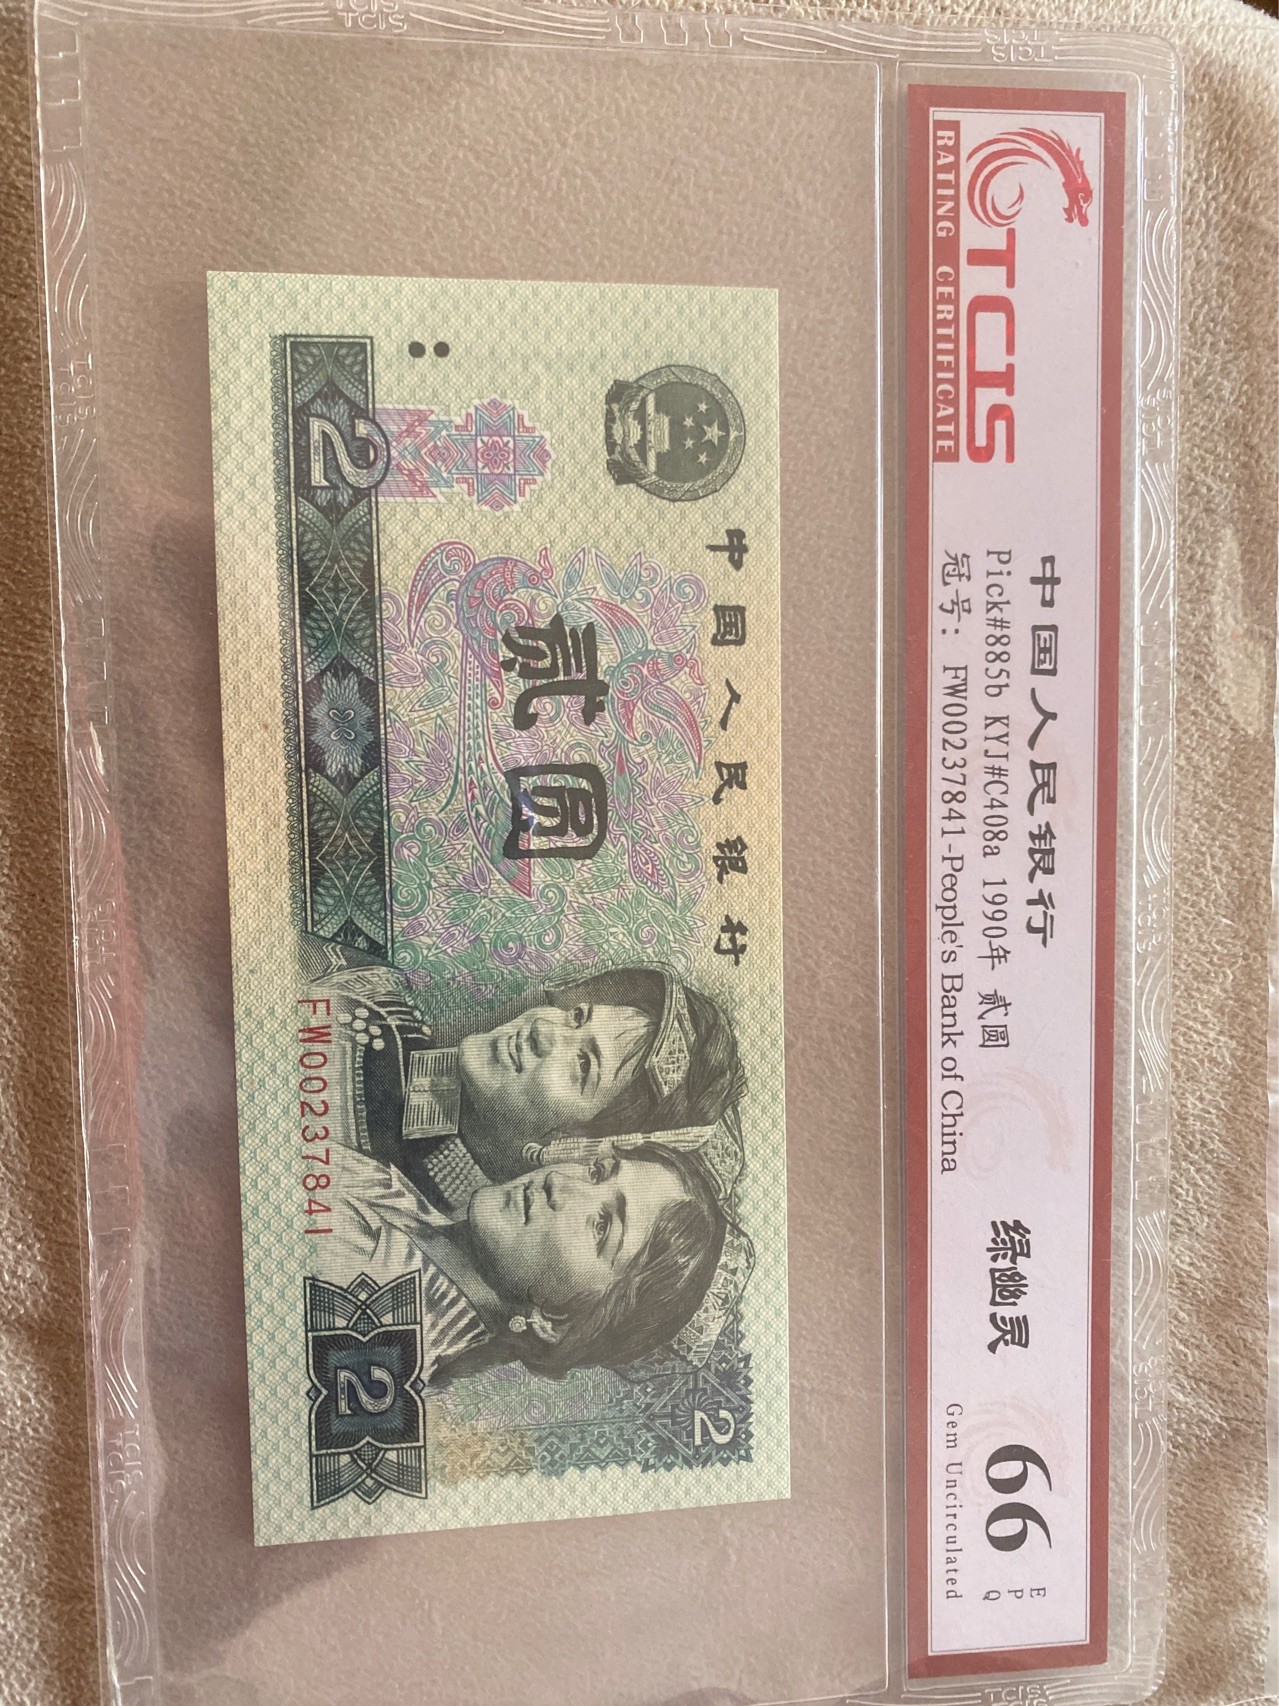 TCIS
RATING CERTIFICATE
中国人民银行
Pick#885b KYJ#C408a 1990年 贰圆
冠号: FW00237841-People's Bank of China
绿幽灵
66
E
P
Q
Gem Uncirculated
中国人民银行
贰圆
2
2
FW00237841
2